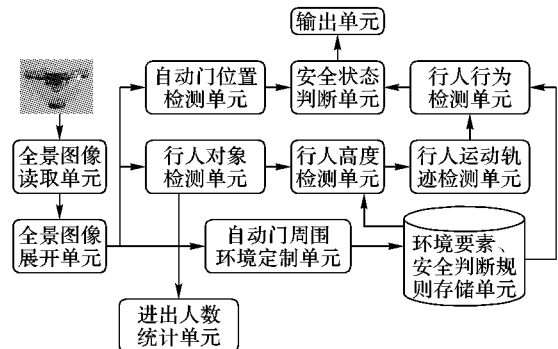 输出单元
自动门位置
检测单元
安全状态
判断单元
行人行为
检测单元
全景图像
读取单元
行人对象
检测单元
行人高度
检测单元
行人运动轨
迹检测单元
全景图像
展开单元
自动门周围
环境定制单元
环境要素、
安全判断规
则存储单元
进出人数
统计单元